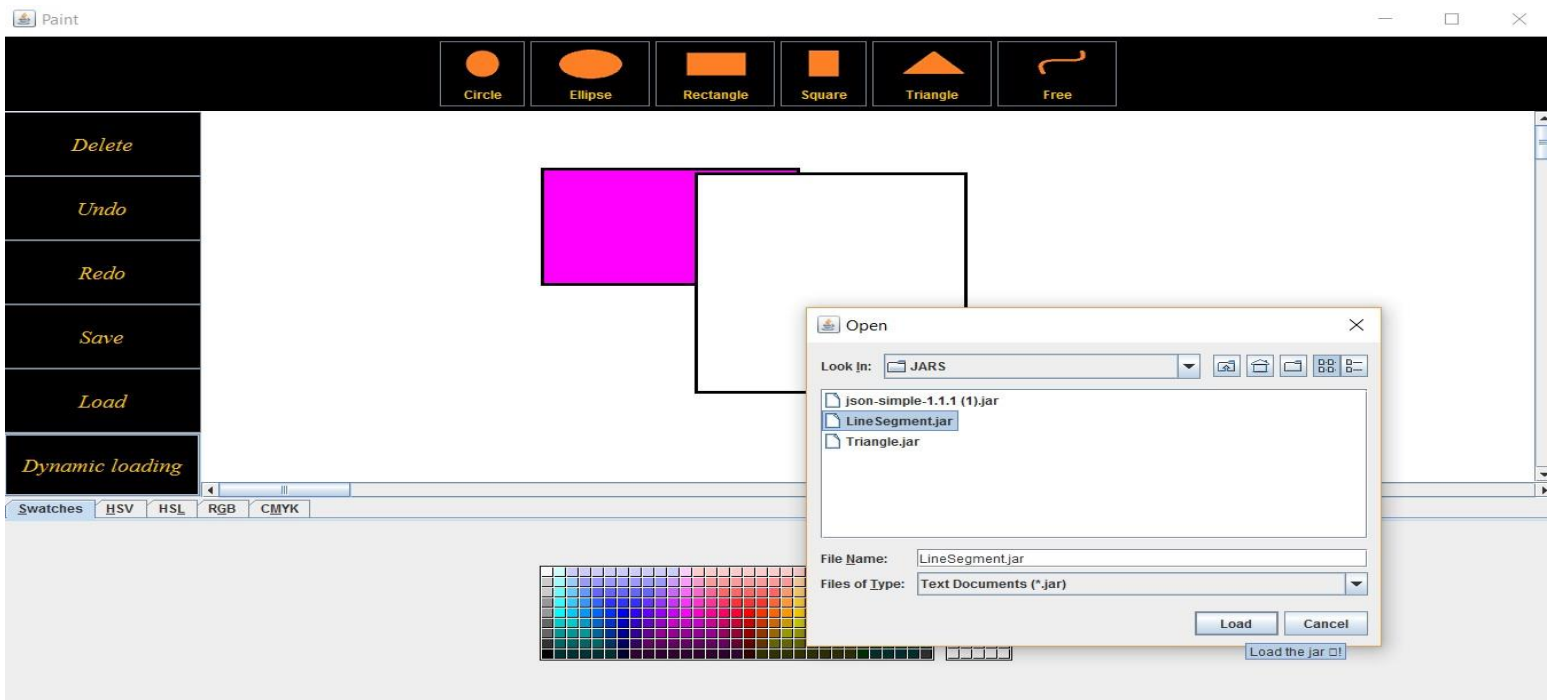 Paint
Circle Ellipse Rectangle Square Triangle Free
Delete
Undo
Redo
Save
Load
Dynamic loading
Swatches HSV HSL RGB CMYK
Open
Look In: JARS
json-simple-1.1.1 (1).jar
LineSegment.jar
Triangle.jar
File Name: LineSegment.jar
Files of Type: Text Documents (*.jar)
Load Cancel
Load the jar □!